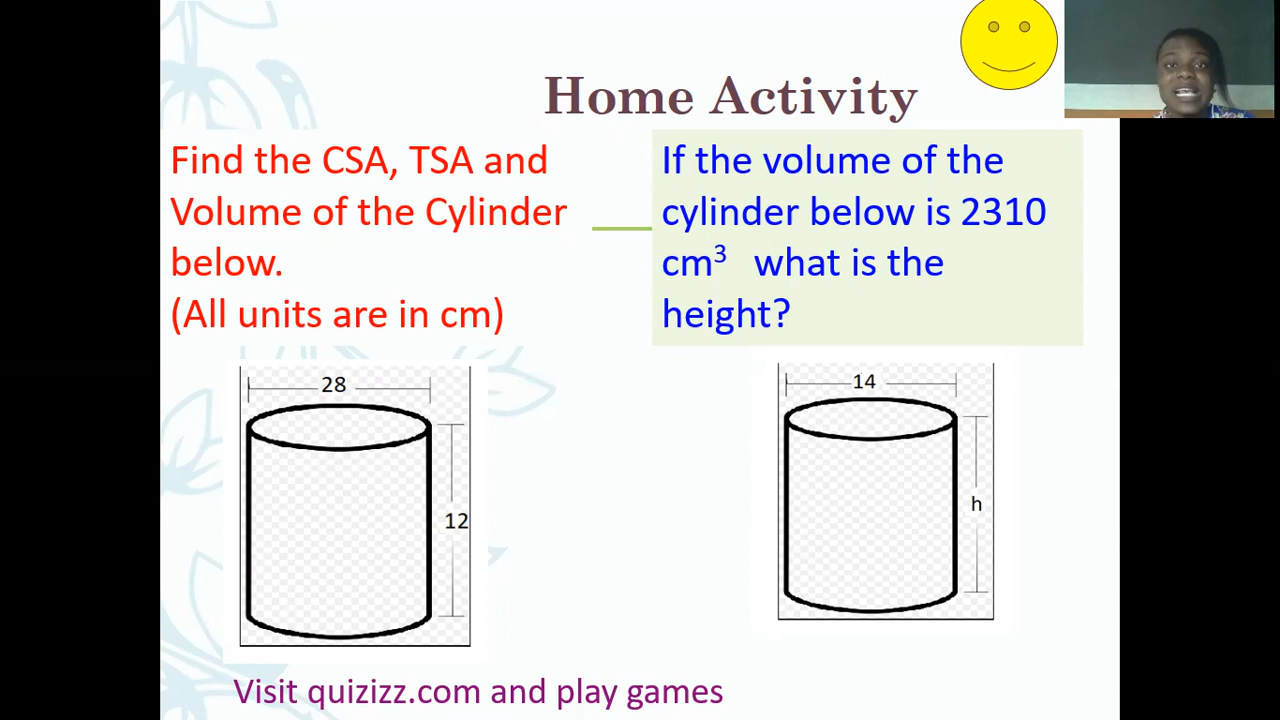 Home Activity
Find the CSA, TSA and
Volume of the Cylinder
below.
(All units are in cm)
If the volume of the
cylinder below is 2310
cm³ what is the
height?
28
12
14
h
Visit quizizz.com and play games